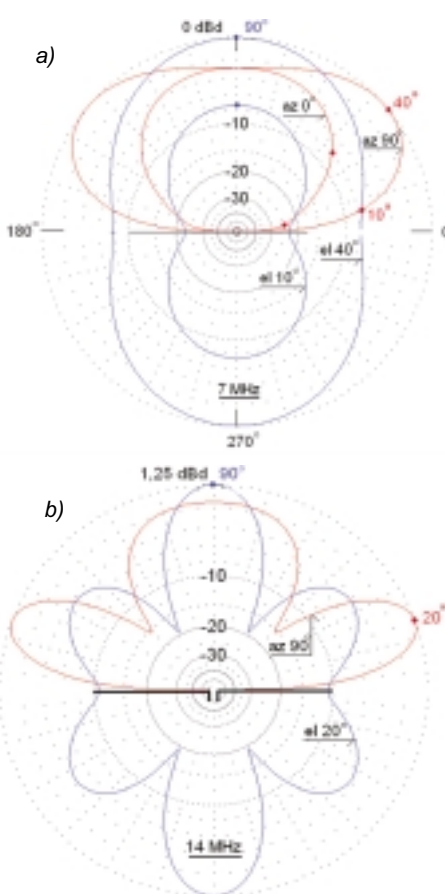 0 dBd 90°
a)
40°
az 0°
-10
az 90°
-20
-30
10°
180°
0
el 40°
el 10°
7 MHz
270°
1,25 dBd 90°
b)
-10
20°
-20
az 90°
-30
el 20°
14 MHz